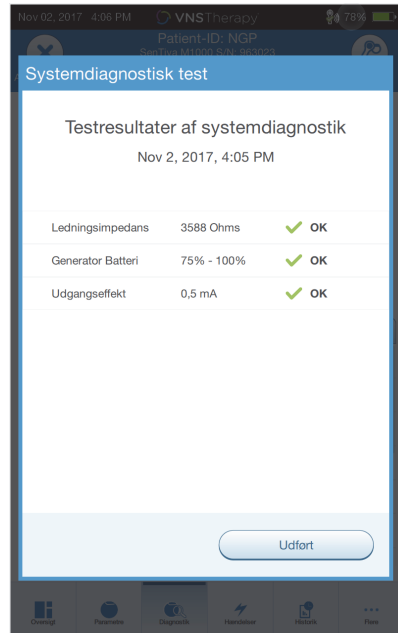 Nov 02, 2017 4:06 PM VNSTherapy 78%
Patient-ID: NGP
SenTiva M1000 S/N: 963023
Systemdiagnostisk test
Testresultater af systemdiagnostik
Nov 2, 2017, 4:05 PM
Ledningsimpedans 3588 Ohms OK
Generator Batteri 75% - 100% OK
Udgangseffekt 0,5 mA OK
Udført
Oversigt Parametre Diagnostik Hændelser Historik Flere